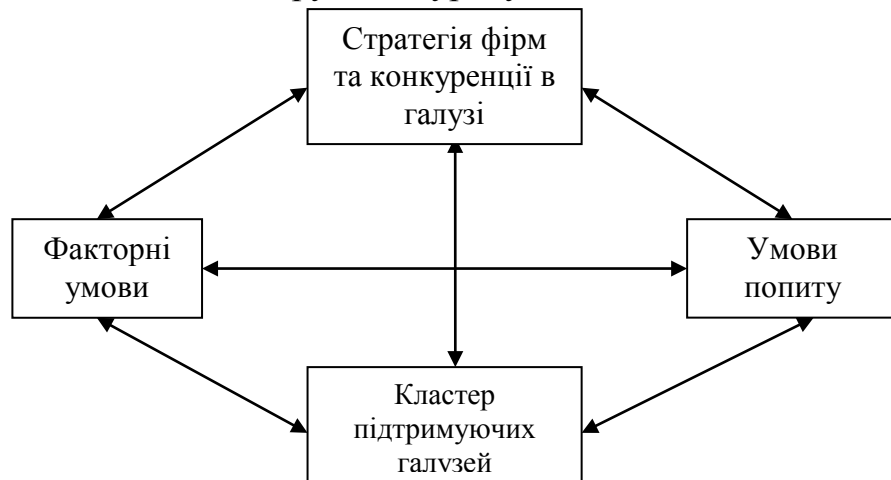 Стратегія фірм
та конкуренції в
галузі
Факторні
умови
Умови
попиту
Кластер
підтримуючих
галузей